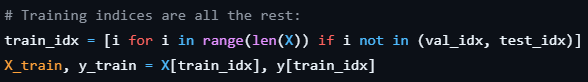 # Training indices are all the rest:
train_idx = [i for i in range(len(X)) if i not in (val_idx, test_idx)]
X_train, y_train = X[train_idx], y[train_idx]